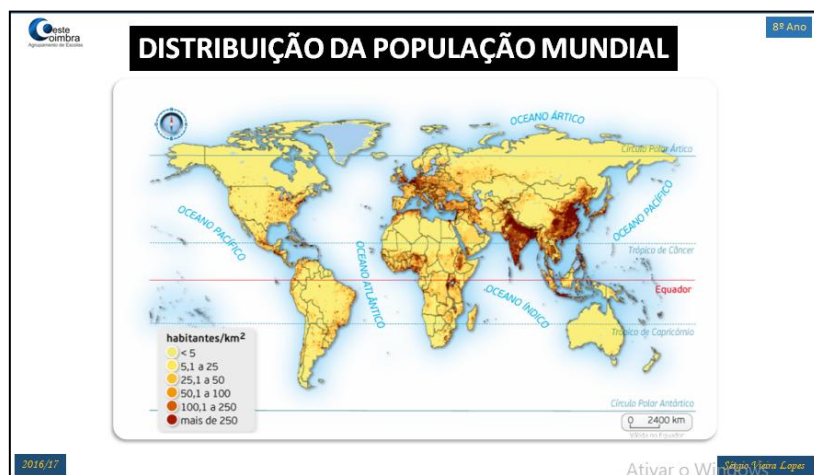 Oeste
Coimbra
Agrupamento de Escolas
8º Ano
DISTRIBUIÇÃO DA POPULAÇÃO MUNDIAL
OCEANO ÁRTICO
Círculo Polar Ártico
OCEANO PACÍFICO
OCEANO PACÍFICO
OCEANO ATLÂNTICO
Trópico de Câncer
Equador
OCEANO ÍNDICO
Trópico de Capricórnio
habitantes/km²
< 5
5,1 a 25
25,1 a 50
50,1 a 100
100,1 a 250
mais de 250
Círculo Polar Antártico
0 2400 km
Válida no Equador
2016/17
Ativar o Windows
Sérgio Vieira Lopes